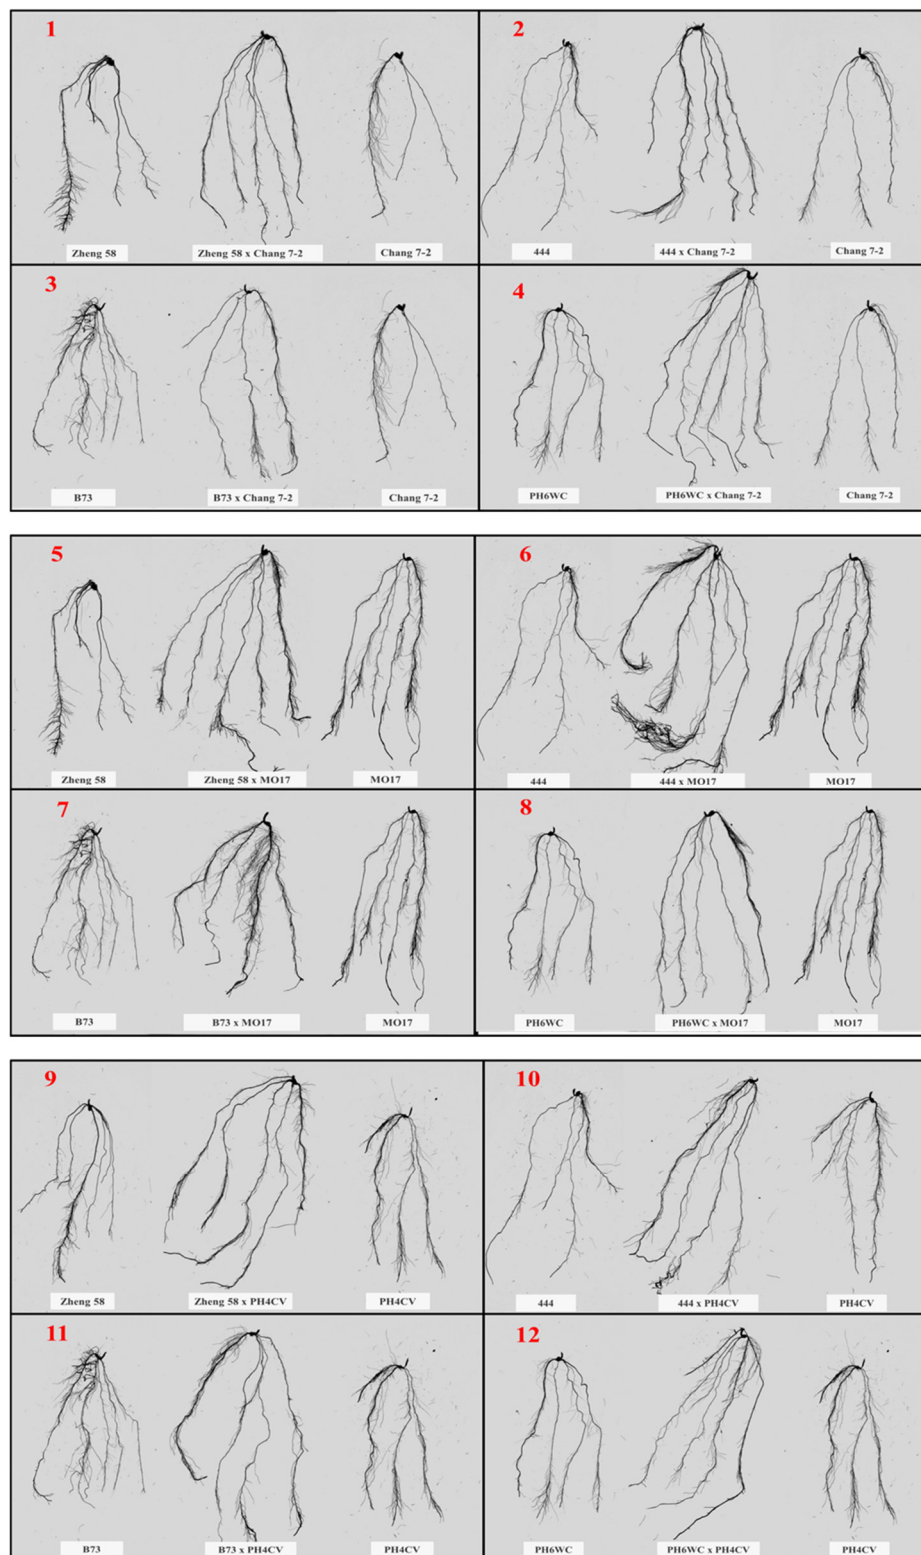 1
Zheng 58 Zheng 58 x Chang 7-2 Chang 7-2
2
444 444 x Chang 7-2 Chang 7-2
3
B73 B73 x Chang 7-2 Chang 7-2
4
PH6WC PH6WC x Chang 7-2 Chang 7-2
5
Zheng 58 Zheng 58 x MO17 MO17
6
444 444 x MO17 MO17
7
B73 B73 x MO17 MO17
8
PH6WC PH6WC x MO17 MO17
9
Zheng 58 Zheng 58 x PH4CV PH4CV
10
444 444 x PH4CV PH4CV
11
B73 B73 x PH4CV PH4CV
12
PH6WC PH6WC x PH4CV PH4CV